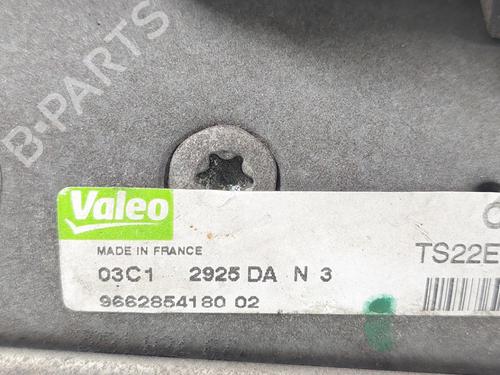 B-PARTS
Valeo
MADE IN FRANCE
TS22E
03C1 2925 DA N 3
9662854180 02